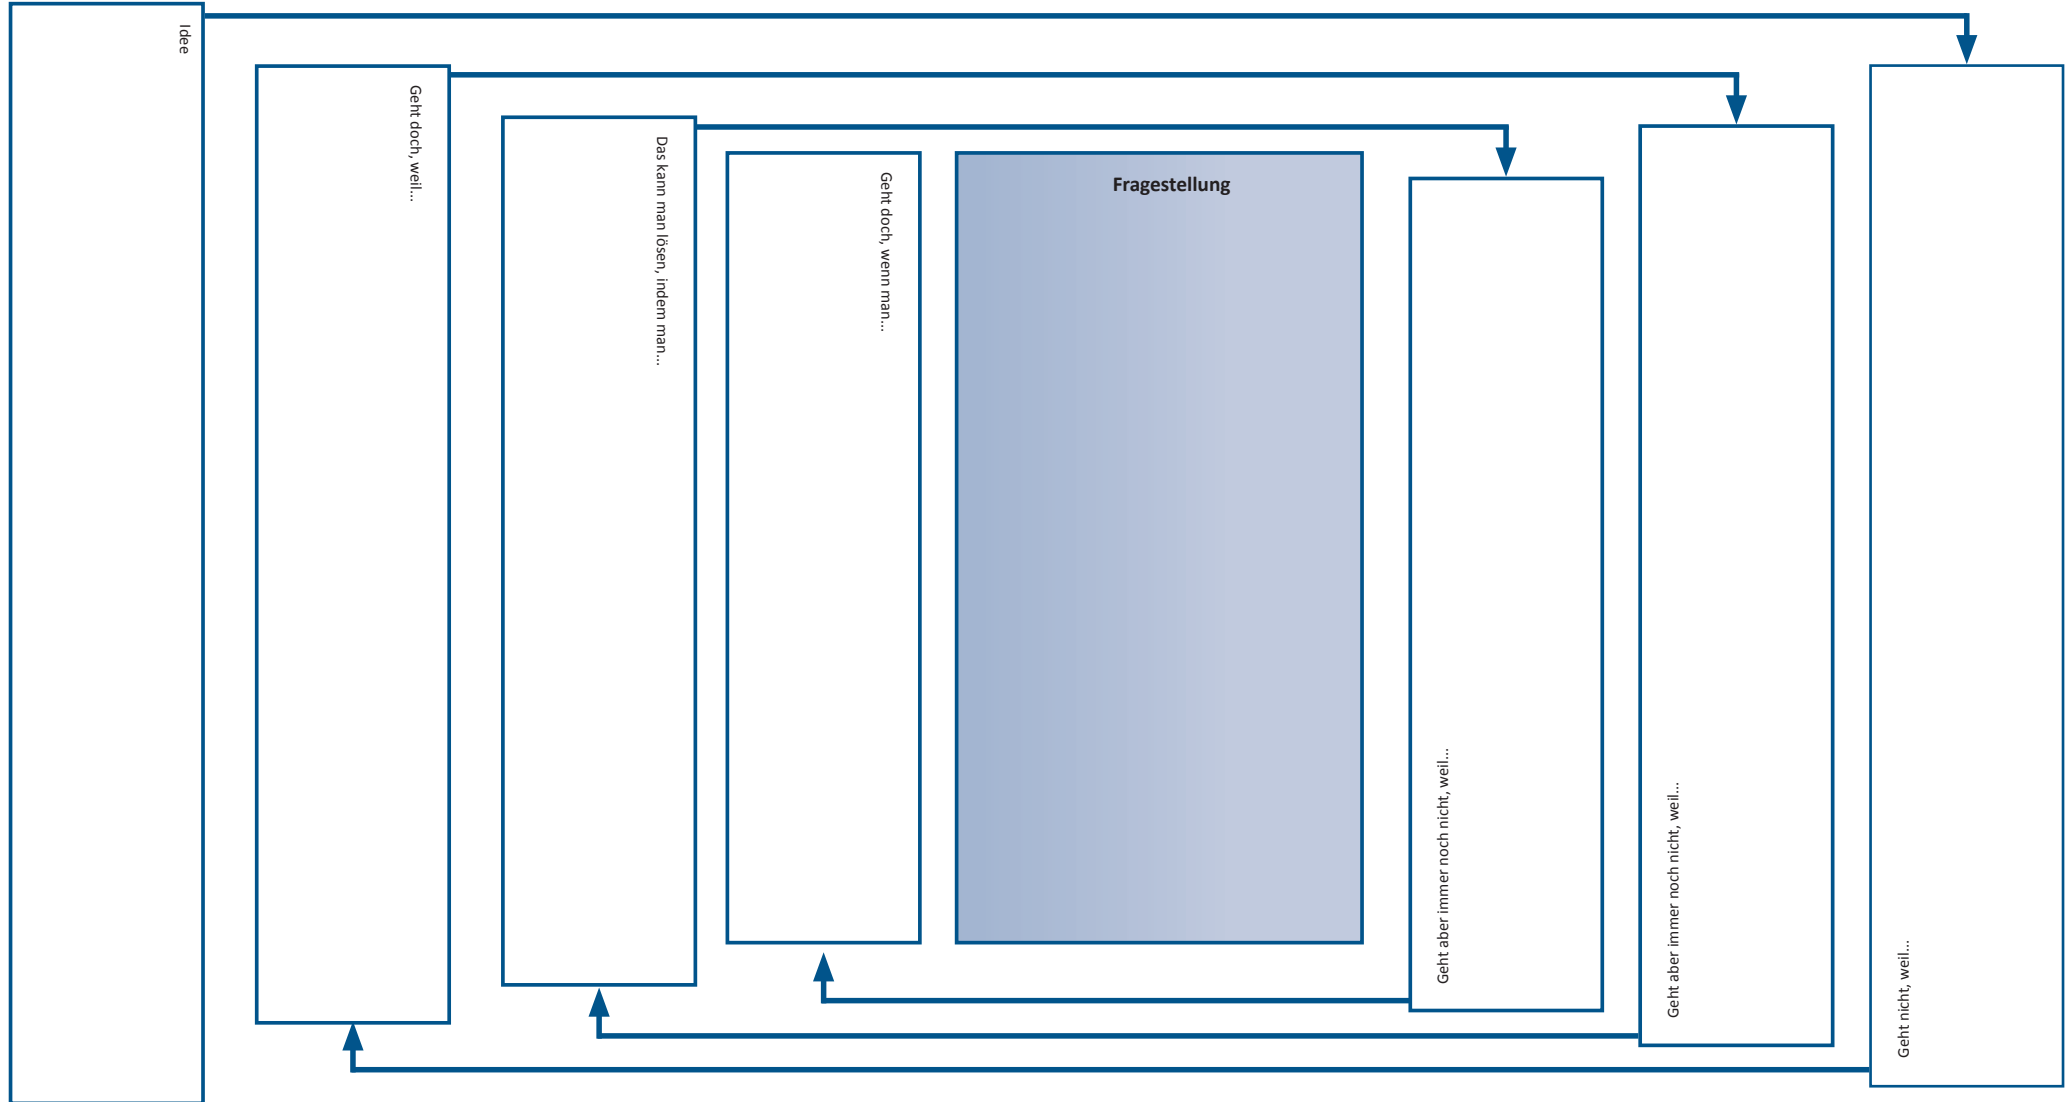 Idee
Geht doch, weil...
Das kann man lösen, indem man...
Geht doch, wenn man...
Fragestellung
Geht aber immer noch nicht, weil...
Geht aber immer noch nicht, weil...
Geht nicht, weil...